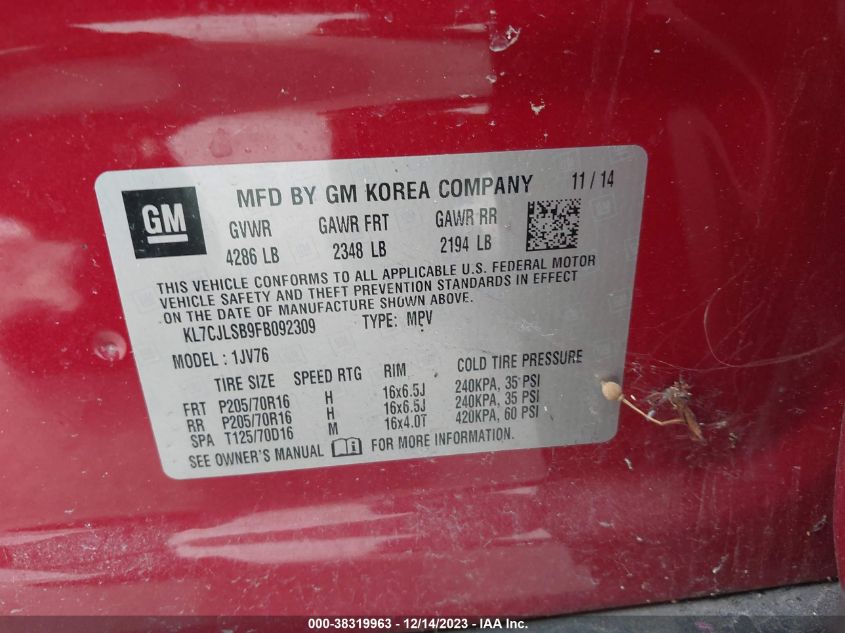 GM
MFD BY GM KOREA COMPANY 11 / 14
GVWR GAWR FRT GAWR RR
4286 LB 2348 LB 2194 LB
THIS VEHICLE CONFORMS TO ALL APPLICABLE U.S. FEDERAL MOTOR
VEHICLE SAFETY AND THEFT PREVENTION STANDARDS IN EFFECT
ON THE DATE OF MANUFACTURE SHOWN ABOVE.
KL7CJLSB9FB092309 TYPE: MPV
MODEL : 1JV76
TIRE SIZE SPEED RTG RIM COLD TIRE PRESSURE
FRT P205/70R16 H 16x6.5J 240KPA, 35 PSI
RR P205/70R16 H 16x6.5J 240KPA, 35 PSI
SPA T125/70D16 M 16x4.0T 420KPA, 60 PSI
SEE OWNER'S MANUAL FOR MORE INFORMATION.
000-38319963 - 12/14/2023 - IAA Inc.